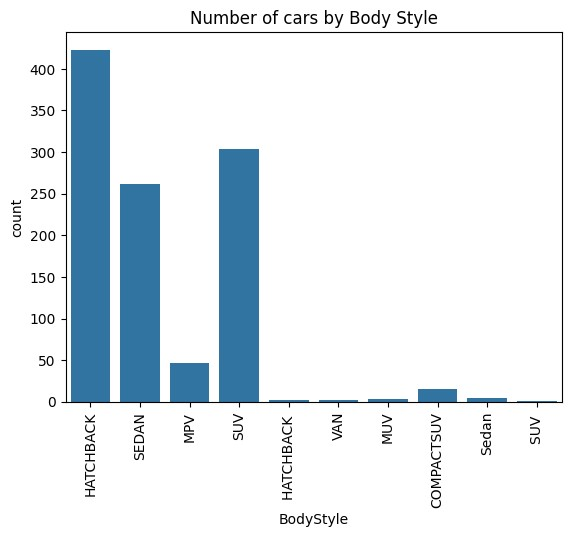 Number of cars by Body Style
count
400
350
300
250
200
150
100
50
0
HATCHBACK
SEDAN
MPV
SUV
HATCHBACK
VAN
MUV
COMPACTSUV
Sedan
SUV
BodyStyle